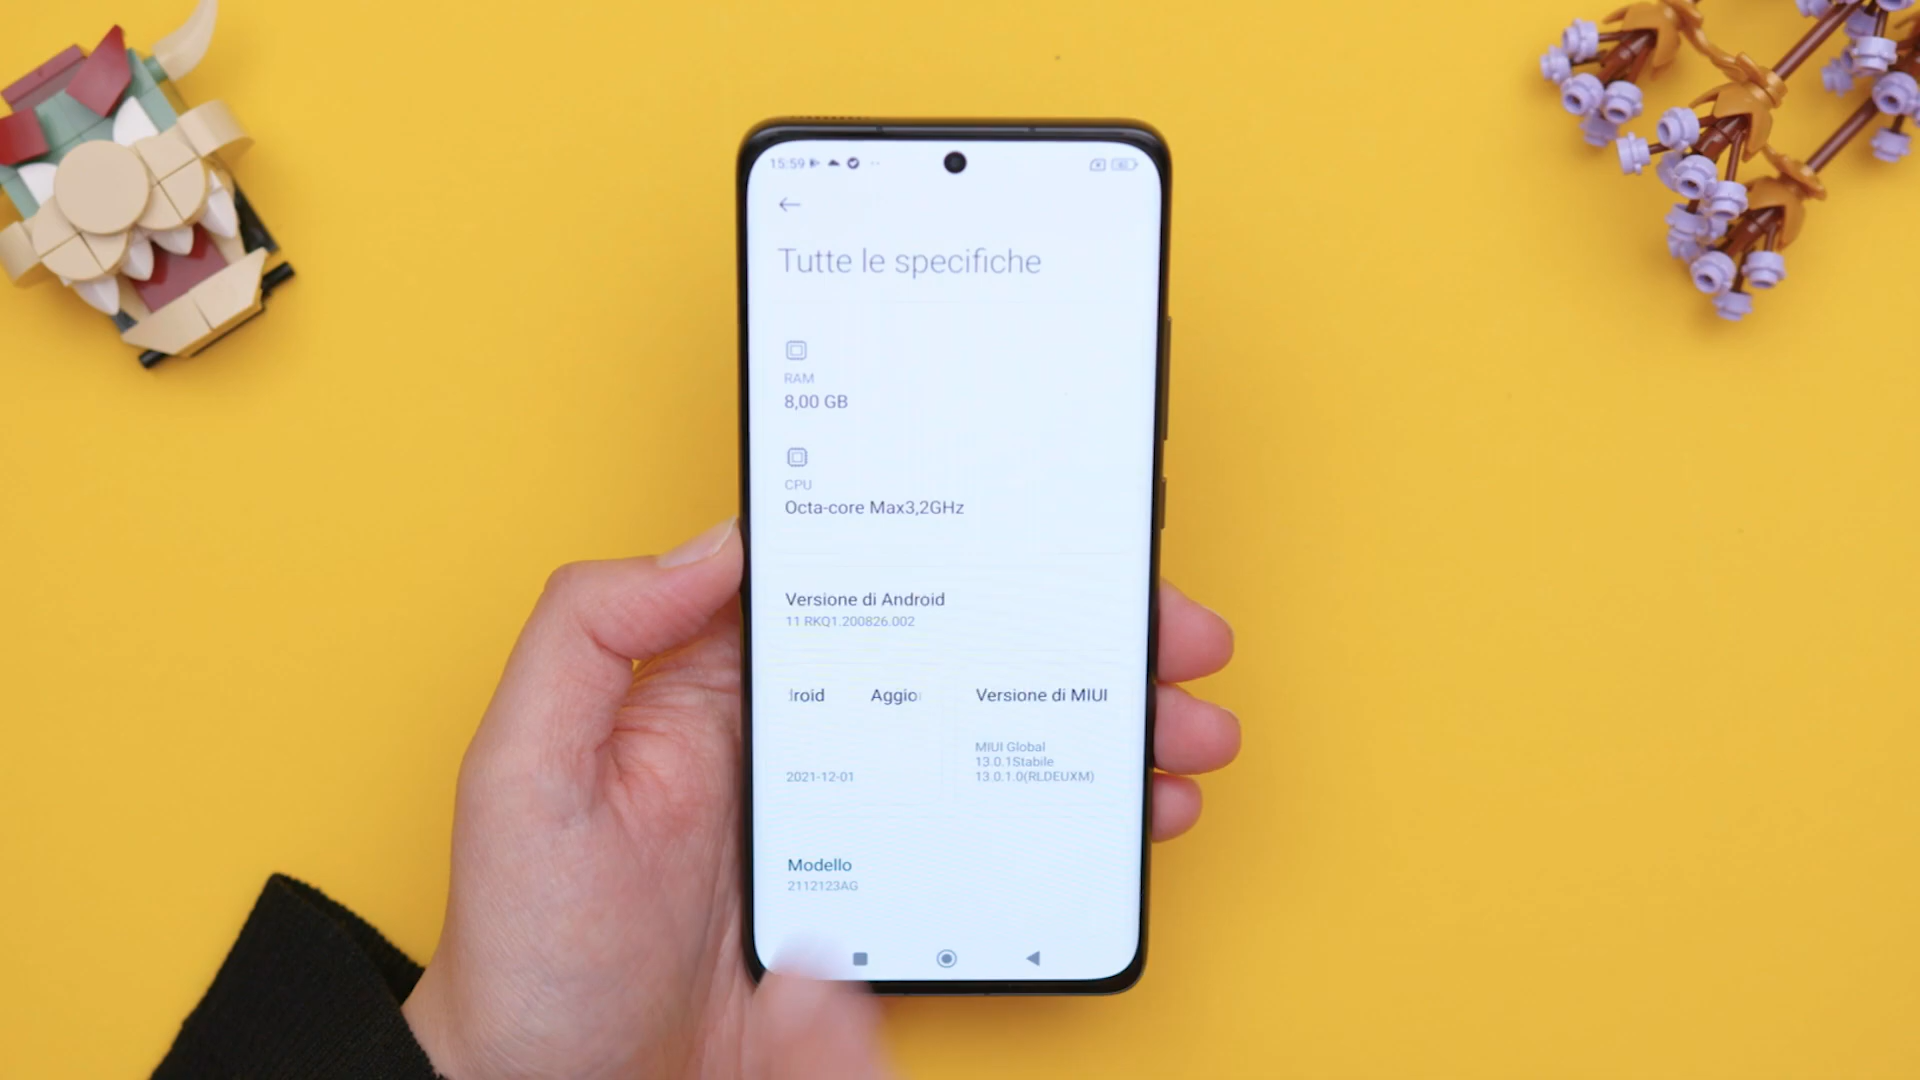 15:59
Tutte le specifiche
RAM
8,00 GB
CPU
Octa-core Max3,2GHz
Versione di Android
11 RKQ1.200826.002
droid Aggio
Versione di MIUI
2021-12-01
MIUI Global
13.0.1Stabile
13.0.1.0(RLDEUXM)
Modello
2112123AG